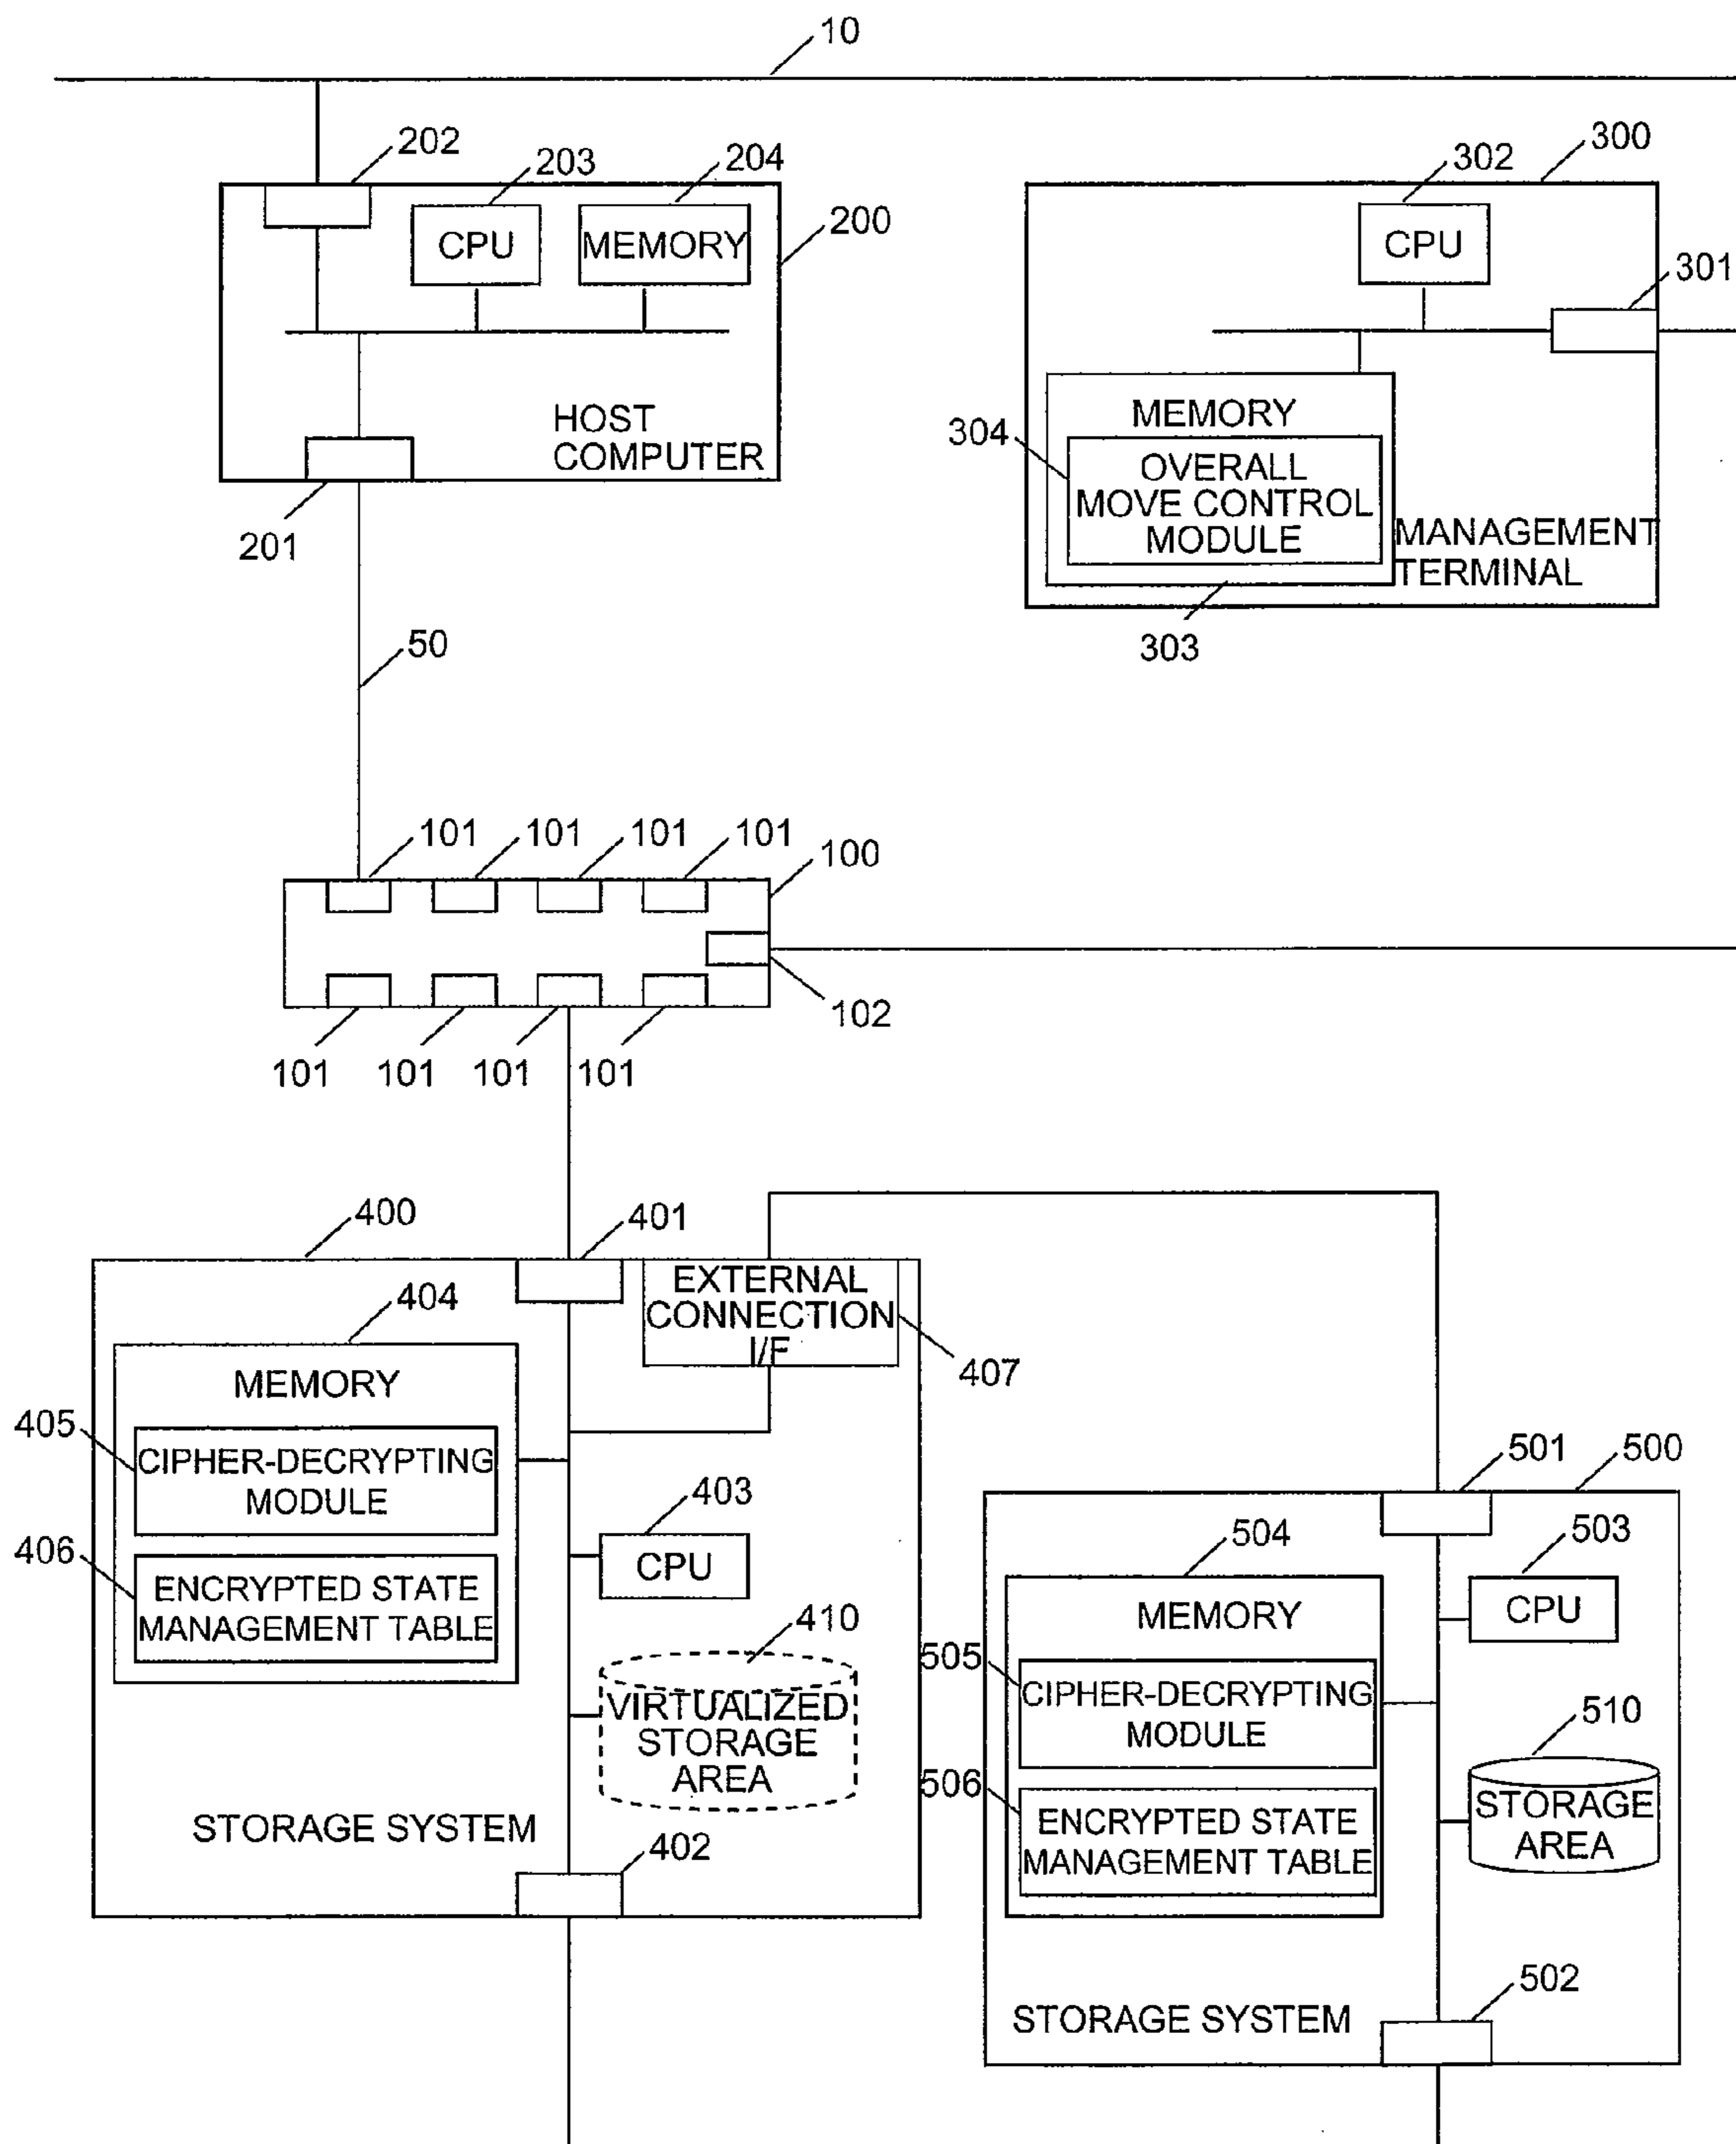 10
202
203
204
200
CPU
MEMORY
HOST
COMPUTER
201
300
302
CPU
301
MEMORY
304
OVERALL
MOVE CONTROL
MODULE
MANAGEMENT
TERMINAL
303
50
101
101
101
101
100
102
101
101
101
101
400
401
EXTERNAL
CONNECTION
I/F
407
404
MEMORY
405
CIPHER-DECRYPTING
MODULE
406
ENCRYPTED STATE
MANAGEMENT TABLE
403
CPU
410
VIRTUALIZED
STORAGE
AREA
STORAGE SYSTEM
402
501
500
504
503
MEMORY
CPU
505
CIPHER-DECRYPTING
MODULE
510
506
ENCRYPTED STATE
MANAGEMENT TABLE
STORAGE
AREA
502
STORAGE SYSTEM